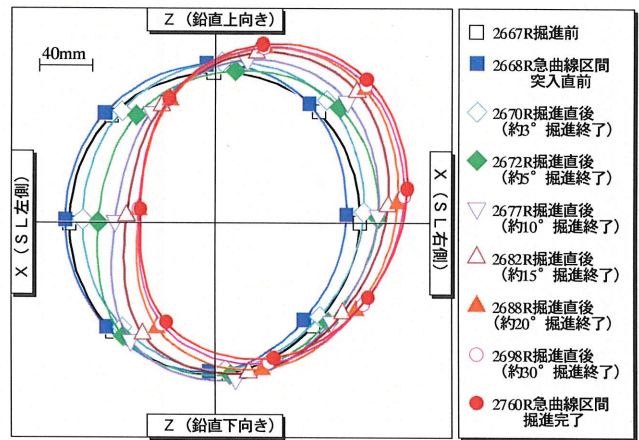 Z (鉛直上向き)
40mm
X (SL左側)
X (SL右側)
Z (鉛直下向き)
2667R掘進前
2668R急曲線区間
突入直前
2670R掘進直後
(約3°掘進終了)
2672R掘進直後
(約5°掘進終了)
2677R掘進直後
(約10°掘進終了)
2682R掘進直後
(約15°掘進終了)
2688R掘進直後
(約20°掘進終了)
2698R掘進直後
(約30°掘進終了)
2760R急曲線区間
掘進完了